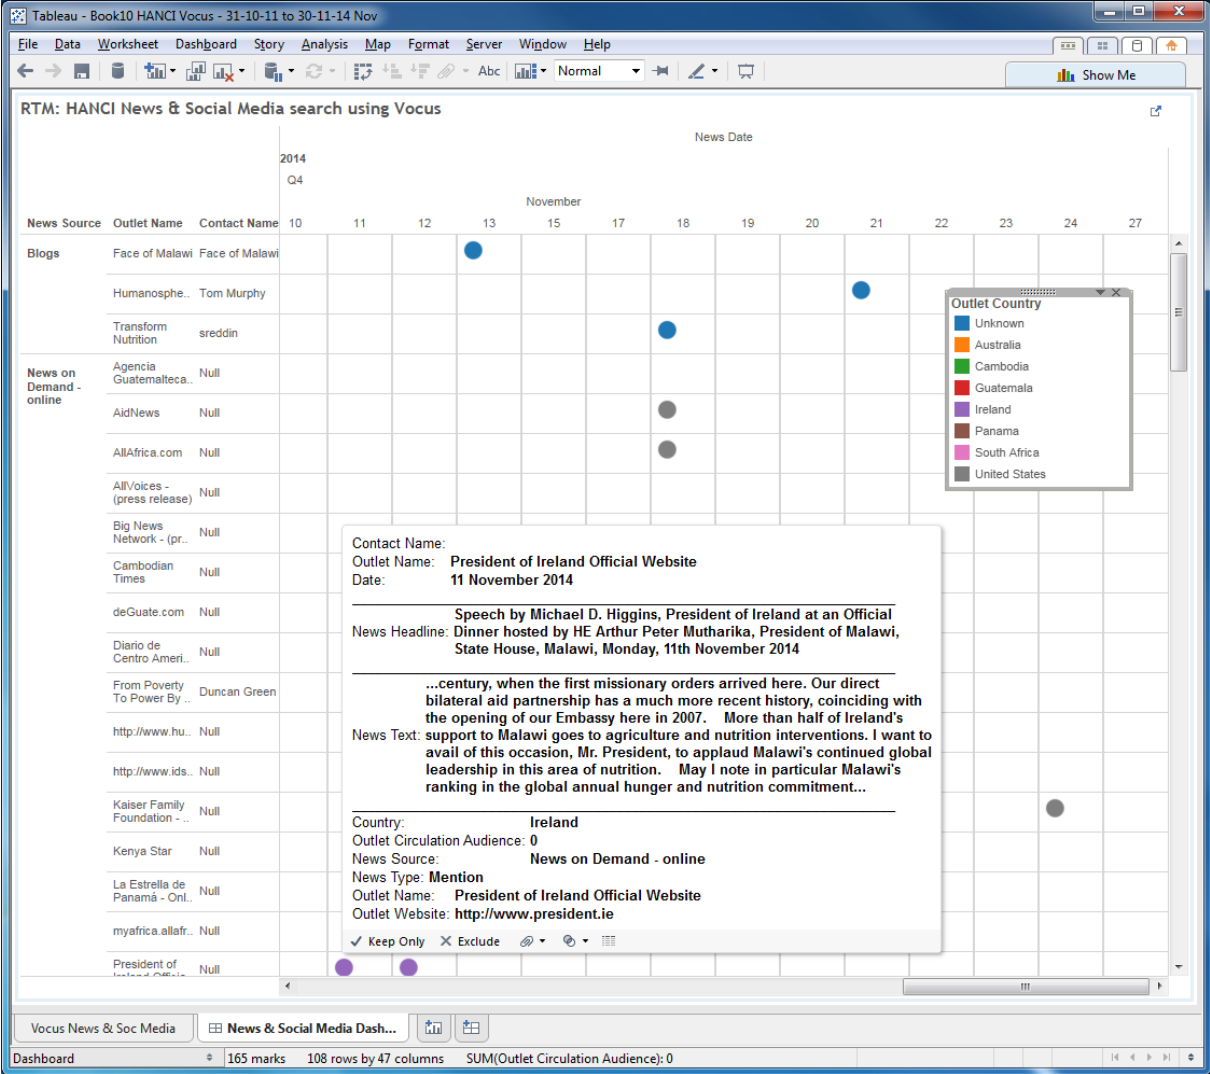 Tableau - Book10 HANCI Vocus - 31-10-11 to 30-11-14 Nov
File Data Worksheet Dashboard Story Analysis Map Format Server Window Help
Abc Normal Show Me
RTM: HANCI News & Social Media search using Vocus
News Date
2014
Q4
November
News Source Outlet Name Contact Name 10 11 12 13 15 17 18 19 20 21 22 23 24 27
Blogs Face of Malawi Face of Malawi
Humanosphe.. Tom Murphy
Transform
Nutrition sreddin
News on
Demand -
online
Agencia
Guatemalteca.. Null
AidNews Null
AllAfrica.com Null
AllVoices -
(press release) Null
Big News
Network - (pr.. Null
Cambodian
Times Null
deGuate.com Null
Diario de
Centro Ameri.. Null
From Poverty
To Power By .. Duncan Green
http://www.hu.. Null
http://www.ids.. Null
Kaiser Family
Foundation - .. Null
Kenya Star Null
La Estrella de
Panamá - Onl.. Null
myafrica.allafr.. Null
President of
Null
Outlet Country
Unknown
Australia
Cambodia
Guatemala
Ireland
Panama
South Africa
United States
Contact Name:
Outlet Name: President of Ireland Official Website
Date: 11 November 2014
Speech by Michael D. Higgins, President of Ireland at an Official
News Headline: Dinner hosted by HE Arthur Peter Mutharika, President of Malawi,
State House, Malawi, Monday, 11th November 2014
...century, when the first missionary orders arrived here. Our direct
bilateral aid partnership has a much more recent history, coinciding with
the opening of our Embassy here in 2007. More than half of Ireland's
News Text: support to Malawi goes to agriculture and nutrition interventions. I want to
avail of this occasion, Mr. President, to applaud Malawi's continued global
leadership in this area of nutrition. May I note in particular Malawi's
ranking in the global annual hunger and nutrition commitment...
Country: Ireland
Outlet Circulation Audience: 0
News Source: News on Demand - online
News Type: Mention
Outlet Name: President of Ireland Official Website
Outlet Website: http://www.president.ie
Keep Only Exclude
Vocus News & Soc Media News & Social Media Dash...
Dashboard 165 marks 108 rows by 47 columns SUM(Outlet Circulation Audience): 0